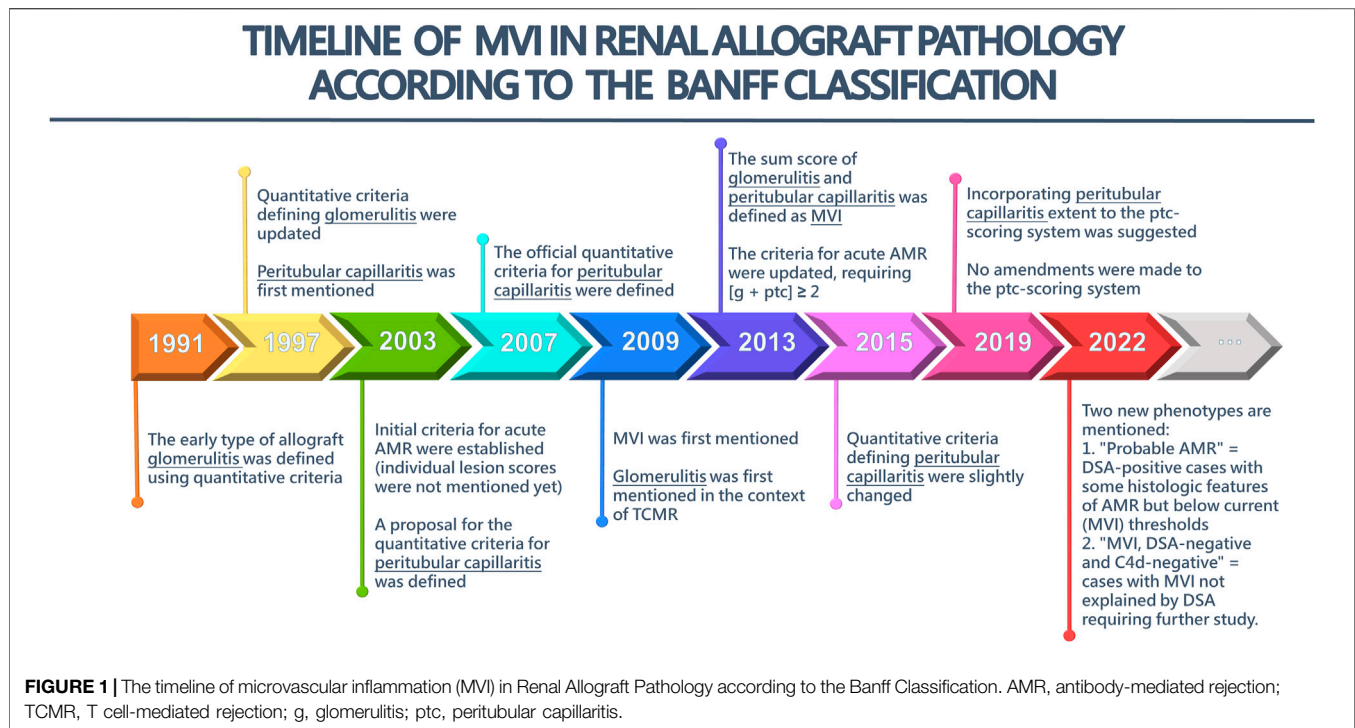 TIMELINE OF MVI IN RENAL ALLOGRAFT PATHOLOGY
ACCORDING TO THE BANFF CLASSIFICATION
Quantitative criteria
defining glomerulitis were
updated
Peritubular capillaritis was
first mentioned
The official quantitative
criteria for peritubular
capillaritis were defined
The sum score of
glomerulitis and
peritubular capillaritis was
defined as MVI
The criteria for acute AMR
were updated, requiring
[g + ptc] ≥ 2
Incorporating peritubular
capillaritis extent to the ptc-
scoring system was suggested
No amendments were made to
the ptc-scoring system
1991
1997
2003
2007
2009
2013
2015
2019
2022
...
The early type of allograft
glomerulitis was defined
using quantitative criteria
Initial criteria for acute
AMR were established
(individual lesion scores
were not mentioned yet)
A proposal for the
quantitative criteria for
peritubular capillaritis
was defined
MVI was first mentioned
Glomerulitis was first
mentioned in the context
of TCMR
Quantitative criteria
defining peritubular
capillaritis were slightly
changed
Two new phenotypes are
mentioned:
1. "Probable AMR" =
DSA-positive cases with
some histologic features
of AMR but below current
(MVI) thresholds
2. "MVI, DSA-negative
and C4d-negative" =
cases with MVI not
explained by DSA
requiring further study.
FIGURE 1 | The timeline of microvascular inflammation (MVI) in Renal Allograft Pathology according to the Banff Classification. AMR, antibody-mediated rejection;
TCMR, T cell-mediated rejection; g, glomerulitis; ptc, peritubular capillaritis.